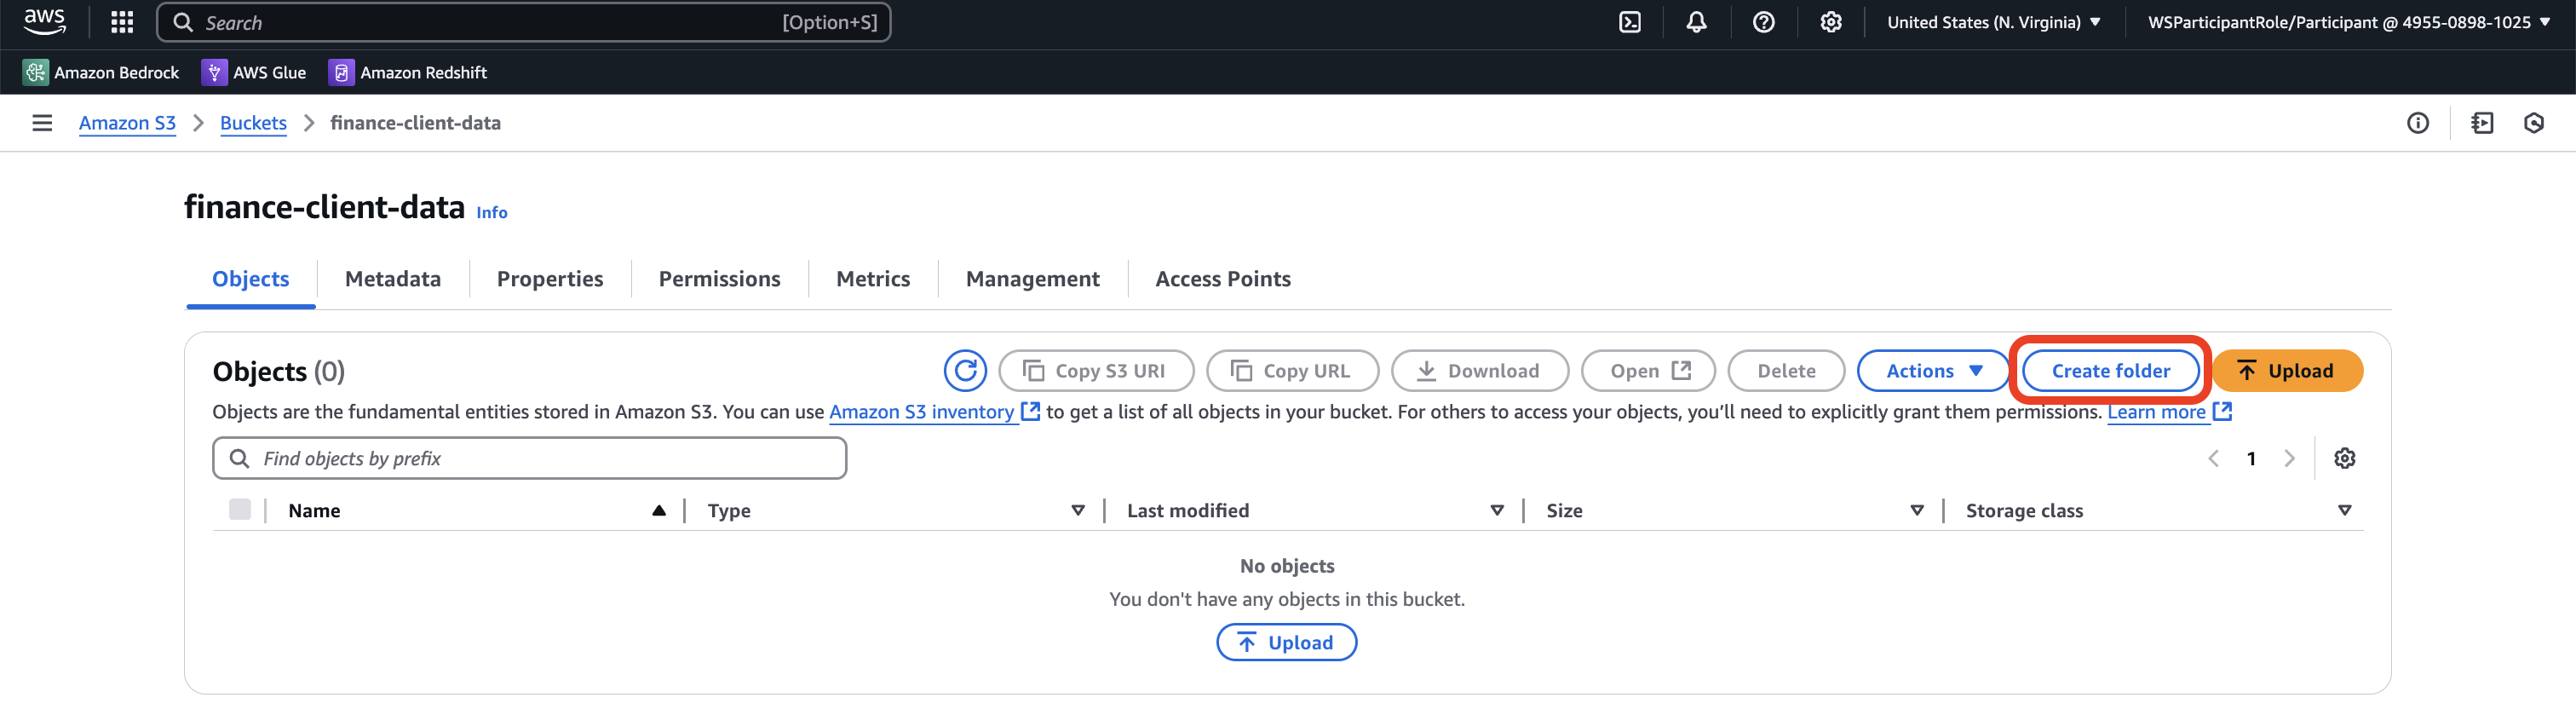 aws Search [Option+S] United States (N. Virginia) WSParticipantRole/Participant @ 4955-0898-1025
Amazon Bedrock AWS Glue Amazon Redshift
Amazon S3 Buckets finance-client-data
finance-client-data Info
Objects Metadata Properties Permissions Metrics Management Access Points
Objects (0) Copy S3 URI Copy URL Download Open Delete Actions Create folder Upload
Objects are the fundamental entities stored in Amazon S3. You can use Amazon S3 inventory to get a list of all objects in your bucket. For others to access your objects, you’ll need to explicitly grant them permissions. Learn more
Find objects by prefix 1
Name Type Last modified Size Storage class
No objects
You don't have any objects in this bucket.
Upload